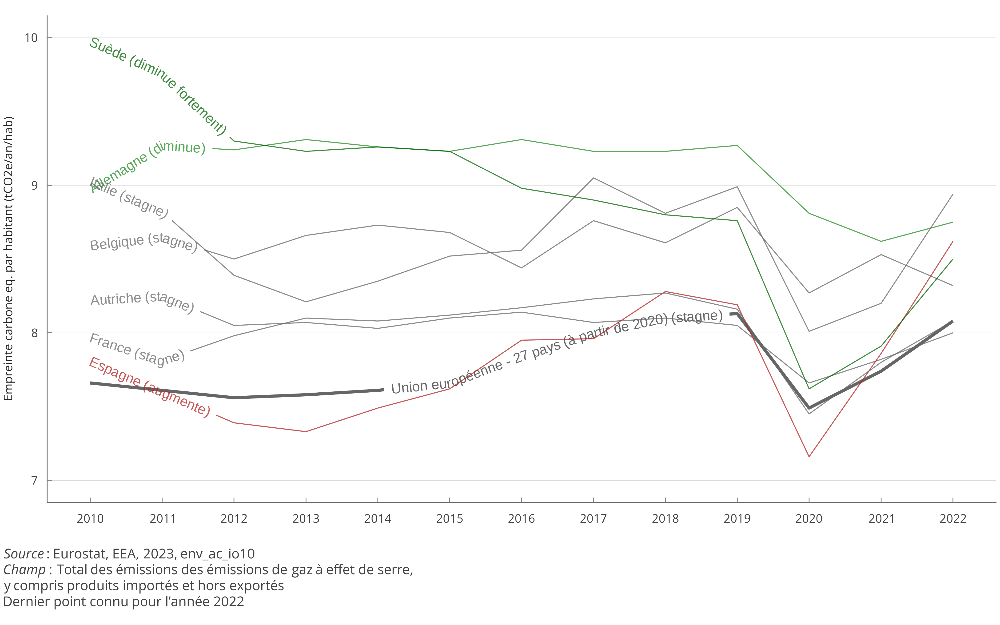 Empreinte carbone eq. par habitant (tCO2e/an/hab)
10
9
8
7
Suède (diminue fortement)
Allemagne (diminue)
Italie (stagne)
Belgique (stagne)
Autriche (stagne)
France (stagne)
Espagne (augmente)
Union européenne - 27 pays (à partir de 2020) (stagne)
2010 2011 2012 2013 2014 2015 2016 2017 2018 2019 2020 2021 2022
Source : Eurostat, EEA, 2023, env_ac_io10
Champ : Total des émissions des émissions de gaz à effet de serre,
y compris produits importés et hors exportés
Dernier point connu pour l’année 2022